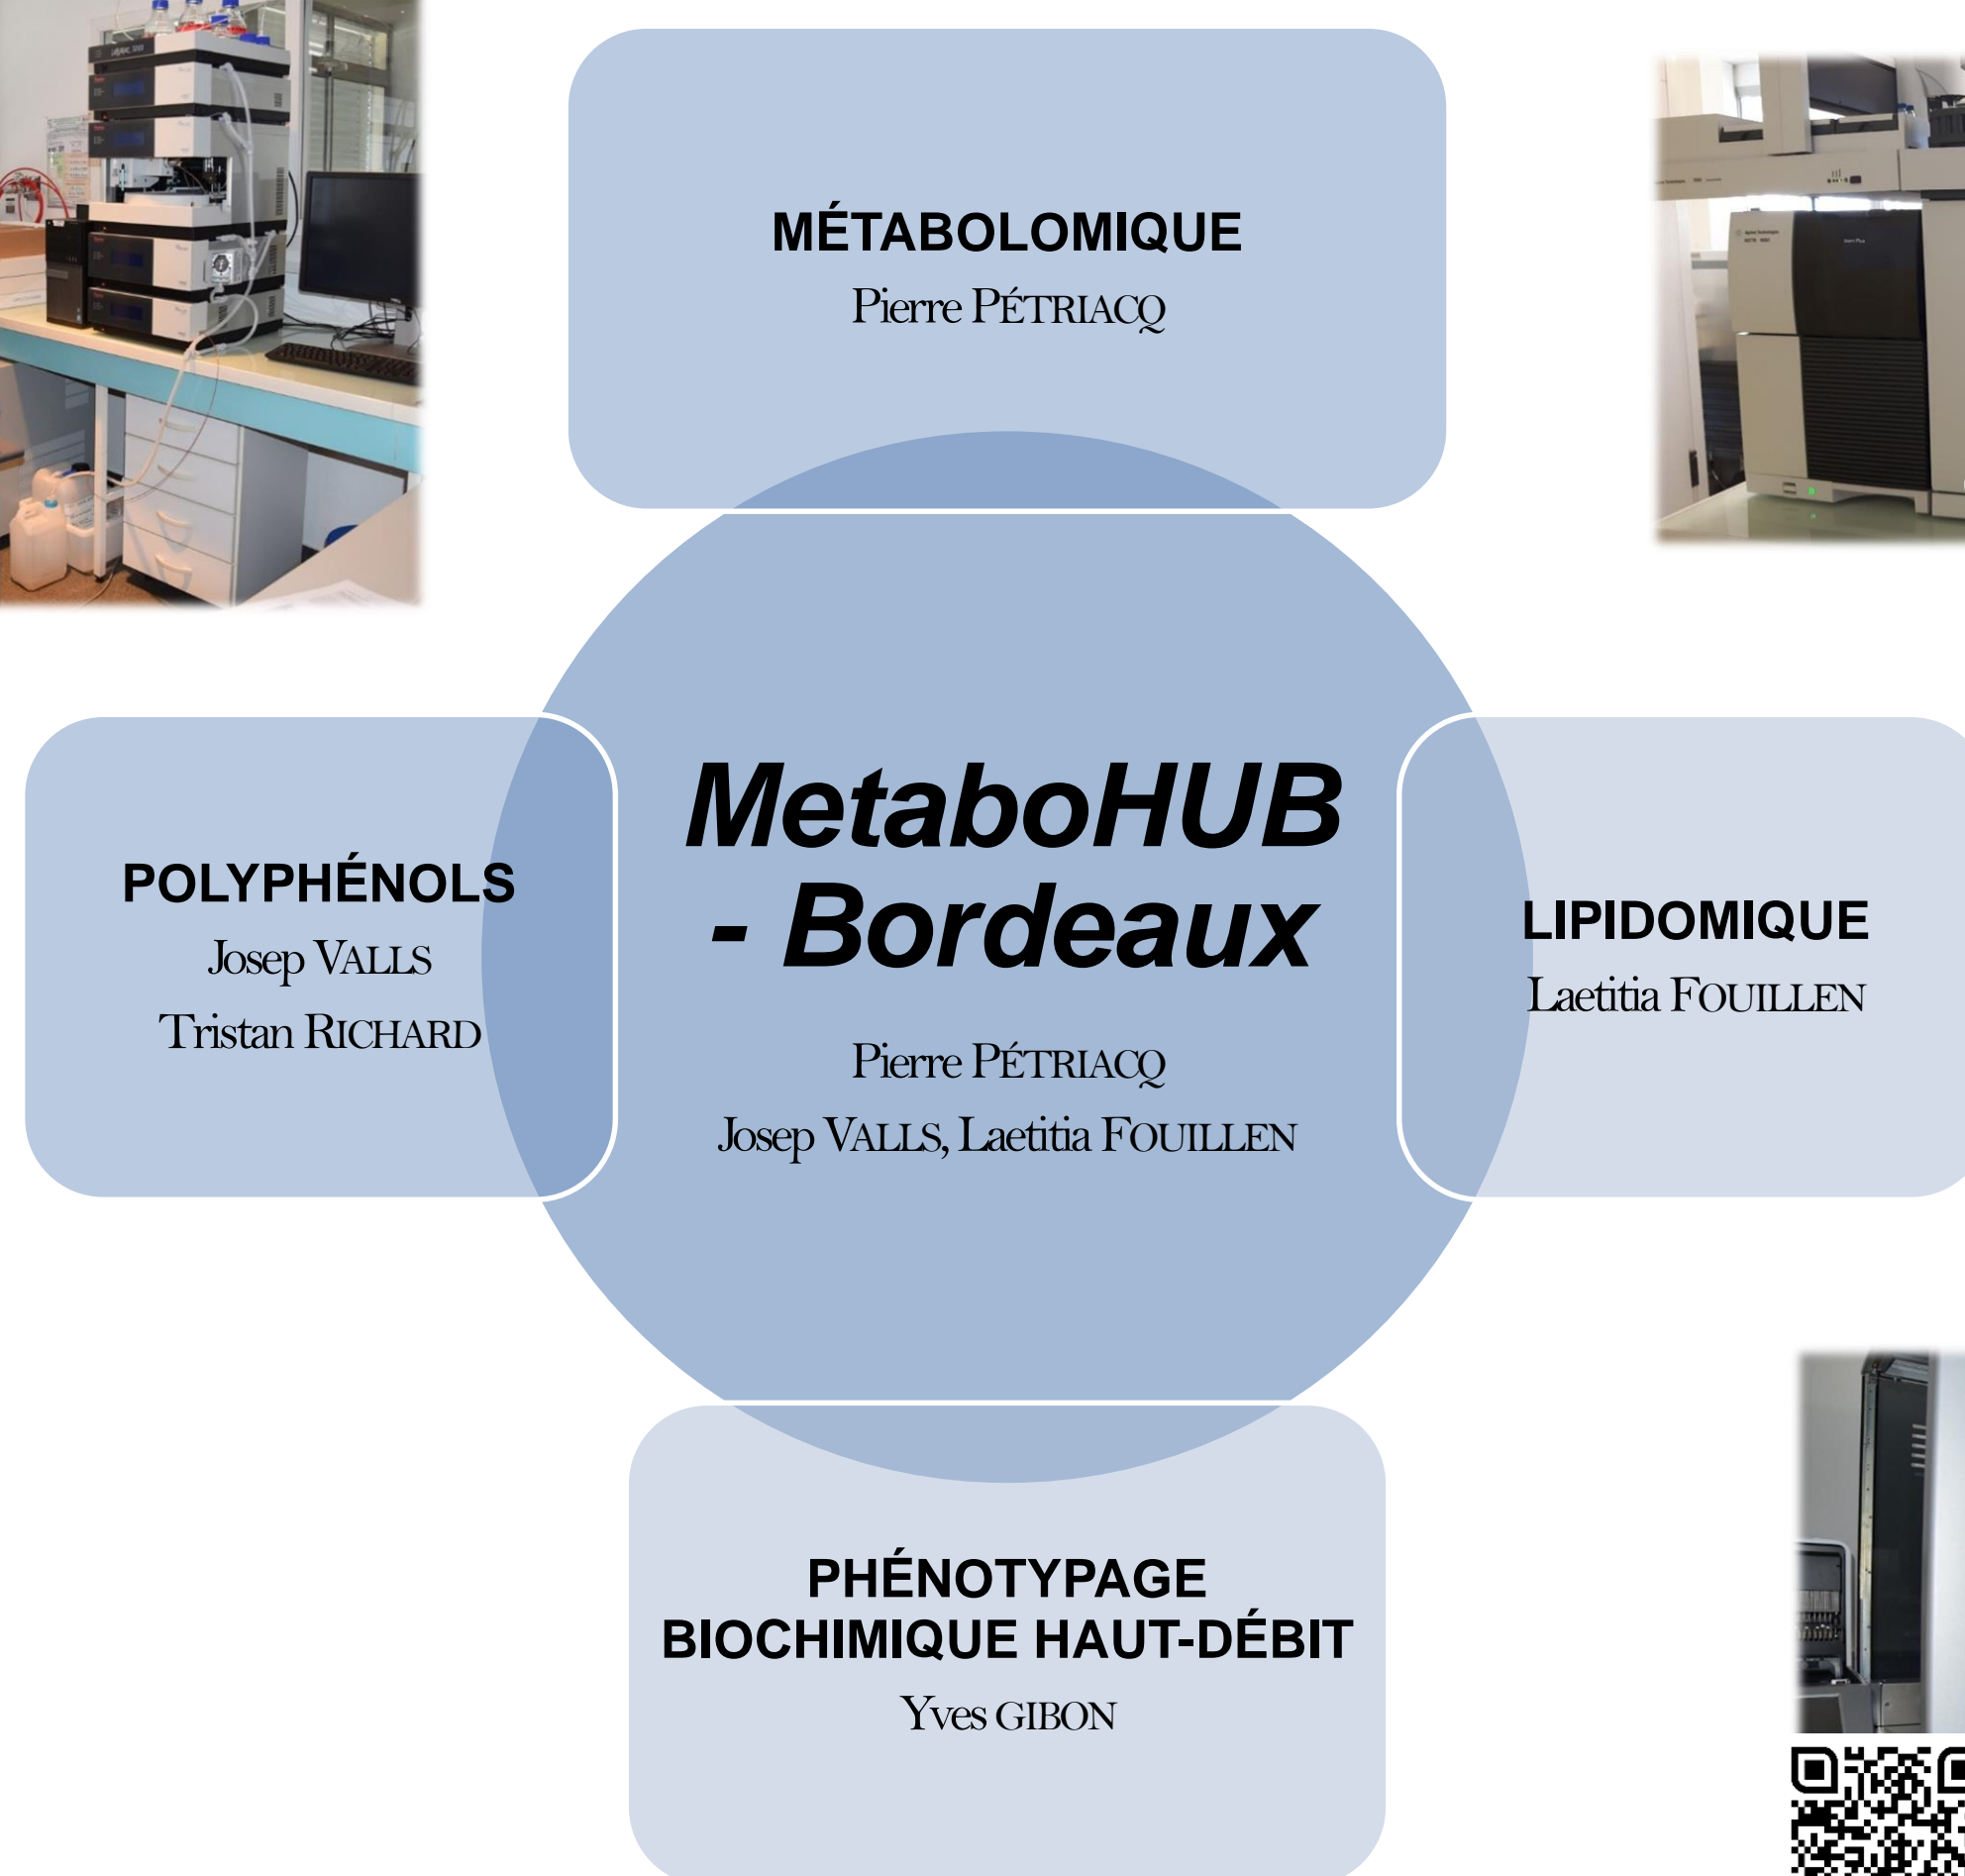 MÉTABOLOMIQUE
Pierre PÉTRIACQ
POLYPHÉNOLS
Josep VALLS
Tristan RICHARD
MetaboHUB
- Bordeaux
Pierre PÉTRIACQ
Josep VALLS, Laetitia FOUILLEN
LIPIDOMIQUE
Laetitia FOUILLEN
PHÉNOTYPAGE
BIOCHIMIQUE HAUT-DÉBIT
Yves GIBON